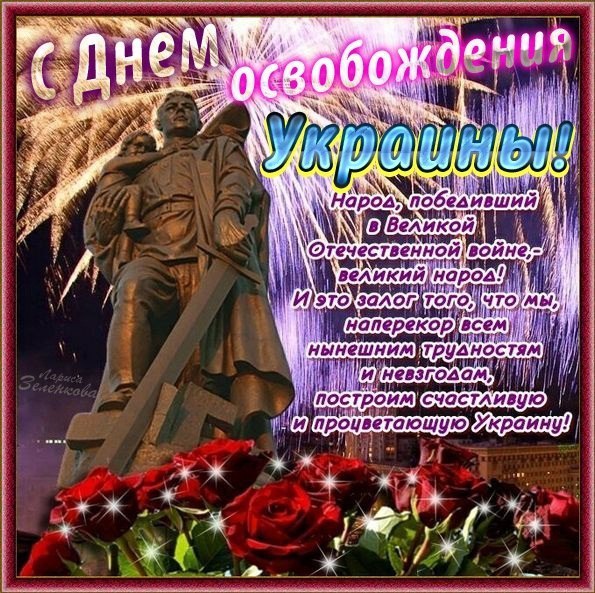 С Днем
освобождения
Украины!
Народ, победивший
в Великой
Отечественной войне,-
великий народ!
И это залог того, что мы,
наперекор всем
нынешним трудностям
и невзгодам,
построим счастливую
и процветающую Украину!
Лариса
Зеленкова